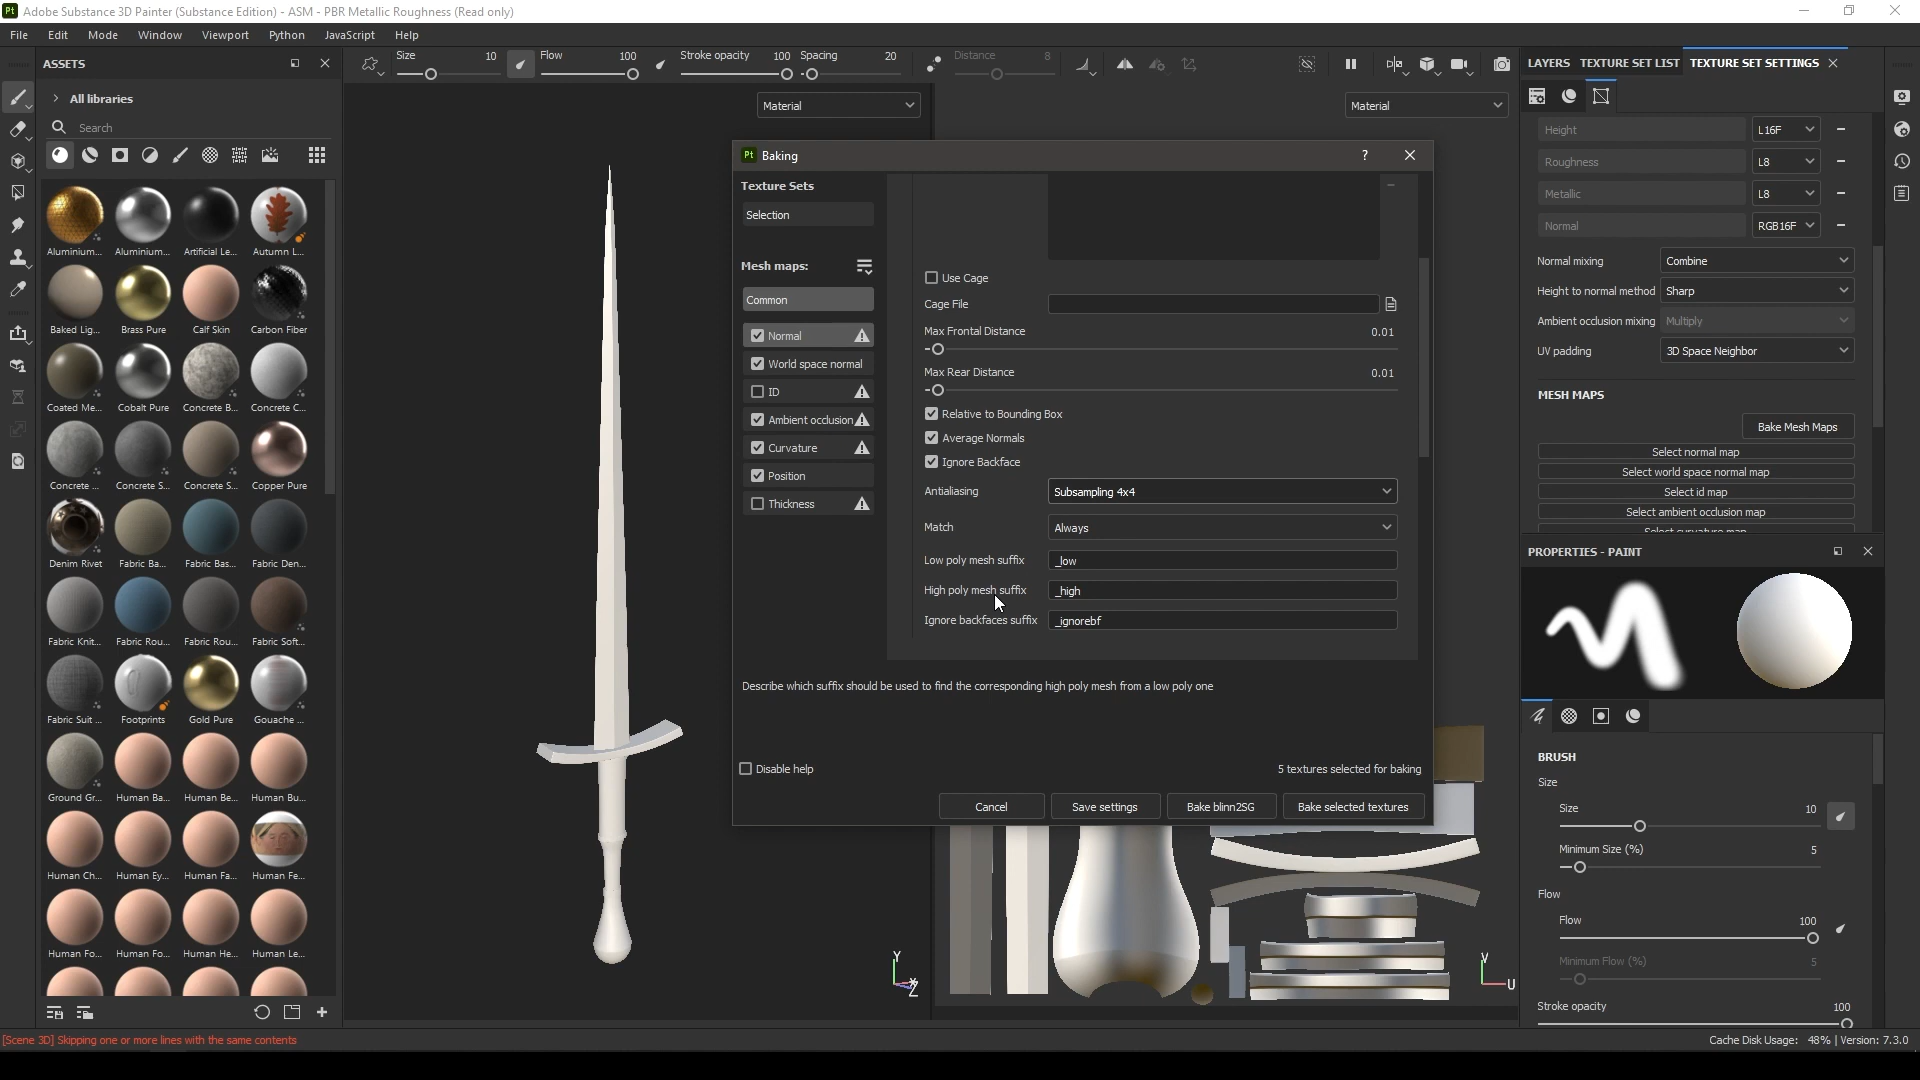 Pt Adobe Substance 3D Painter (Substance Edition) - ASM - PBR Metallic Roughness (Read only)
File Edit Mode Window Viewport Python JavaScript Help
Size 10 Flow 100 Stroke opacity 100 Spacing 20 Distance 8
ASSETS
All libraries
Search
Aluminium... Aluminium... Artificial Le... Autumn L...
Baked Lig... Brass Pure Calf Skin Carbon Fiber
Coated Me... Cobalt Pure Concrete B... Concrete C...
Concrete ... Concrete S... Concrete S... Copper Pure
Denim Rivet Fabric Ba... Fabric Bas... Fabric Den...
Fabric Knit... Fabric Rou... Fabric Rou... Fabric Soft...
Fabric Suit ... Footprints Gold Pure Gouache ...
Ground Gr... Human Ba... Human Be... Human Bu...
Human Ch... Human Ey... Human Fa... Human Fe...
Human Fo... Human Fo... Human He... Human Le...
Material
Material
Y
Z
V
U
Pt Baking ?
Texture Sets
Selection
Mesh maps:
Common
Normal
World space normal
ID
Ambient occlusion
Curvature
Position
Thickness
Use Cage
Cage File
Max Frontal Distance 0.01
Max Rear Distance 0.01
Relative to Bounding Box
Average Normals
Ignore Backface
Antialiasing Subsampling 4x4
Match Always
Low poly mesh suffix _low
High poly mesh suffix _high
Ignore backfaces suffix _ignorebf
Describe which suffix should be used to find the corresponding high poly mesh from a low poly one
Disable help
5 textures selected for baking
Cancel Save settings Bake blinn2SG Bake selected textures
LAYERS TEXTURE SET LIST TEXTURE SET SETTINGS
Height L16F
Roughness L8
Metallic L8
Normal RGB16F
Normal mixing Combine
Height to normal method Sharp
Ambient occlusion mixing Multiply
UV padding 3D Space Neighbor
MESH MAPS
Bake Mesh Maps
Select normal map
Select world space normal map
Select id map
Select ambient occlusion map
Select curvature map
PROPERTIES - PAINT
BRUSH
Size
Size 10
Minimum Size (%) 5
Flow
Flow 100
Minimum Flow (%) 5
Stroke opacity 100
[Scene 3D] Skipping one or more lines with the same contents
Cache Disk Usage: 48% | Version: 7.3.0